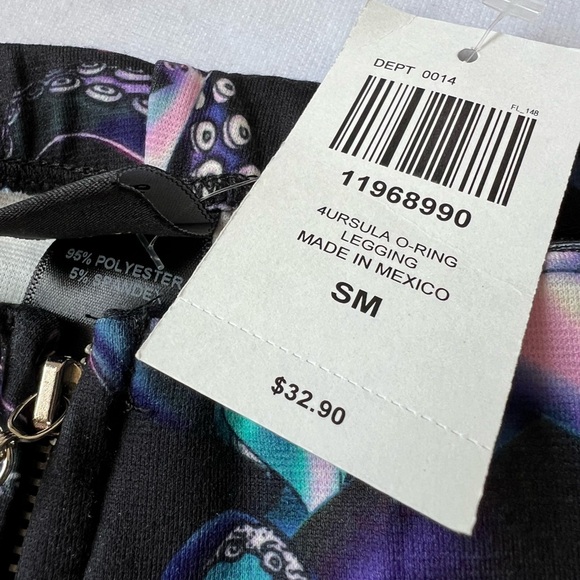 DEPT 0014
FL_148
11968990
4URSULA O-RING
LEGGING
MADE IN MEXICO
SM
$32.90
95% POLYESTER
5% SPANDEX